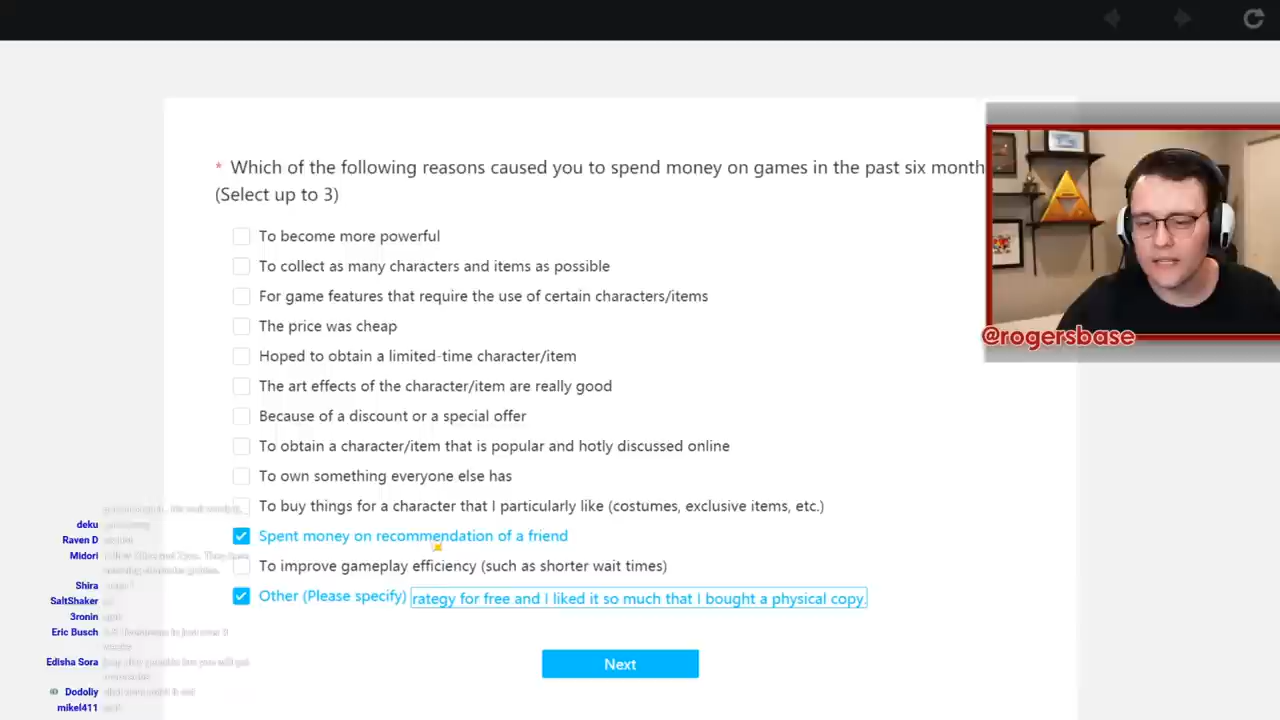 * Which of the following reasons caused you to spend money on games in the past six month
(Select up to 3)
To become more powerful
To collect as many characters and items as possible
For game features that require the use of certain characters/items
The price was cheap
Hoped to obtain a limited-time character/item
The art effects of the character/item are really good
Because of a discount or a special offer
To obtain a character/item that is popular and hotly discussed online
To own something everyone else has
To buy things for a character that I particularly like (costumes, exclusive items, etc.)
Spent money on recommendation of a friend
To improve gameplay efficiency (such as shorter wait times)
Other (Please specify) rategy for free and I liked it so much that I bought a physical copy.
Next
@rogersbase
deku
Raven D
Midori
Shira
SaltShaker
3ronin
Eric Busch
Edisha Sora
Dodoliy
mikel411